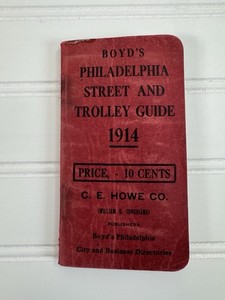 BOYD'S
PHILADELPHIA
STREET AND
TROLLEY GUIDE
1914
PRICE, - 10 CENTS
C. E. HOWE CO.
PUBLISHERS
Boyd's Philadelphia
City and Business Directories